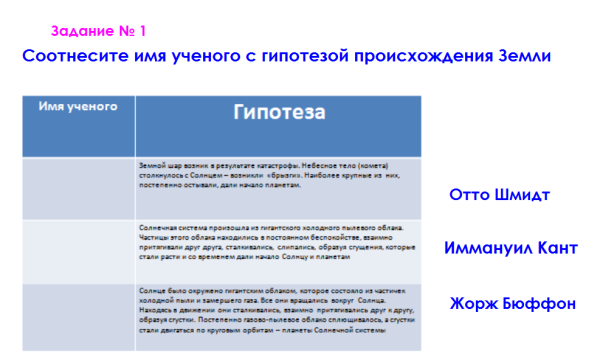 Задание № 1
Соотнесите имя ученого с гипотезой происхождения Земли
Имя ученого
Гипотеза
Земной шар возник в результате катастрофы. Небесное тело (комета)
столкнулось с Солнцем – возникли «брызги». Наиболее крупные из них,
постепенно остывали, дали начало планетам.
Отто Шмидт
Солнечная система произошла из гигантского холодного пылевого облака.
Частицы этого облака находились в постоянном беспокойстве, взаимно
притягивали друг друга, сталкивались, слипались, образуя сгущения, которые
стали расти и со временем дали начало Солнцу и планетам
Иммануил Кант
Солнце было окружено гигантским облаком, которое состояло из частичек
холодной пыли и замершего газа. Все они вращались вокруг Солнца.
Находясь в движении они сталкивались, взаимно притягивались друг к другу,
образуя сгустки. Постепенно газово-пылевое облако сплющивалось, а сгустки
стали двигаться по круговым орбитам – планеты Солнечной системы
Жорж Бюффон